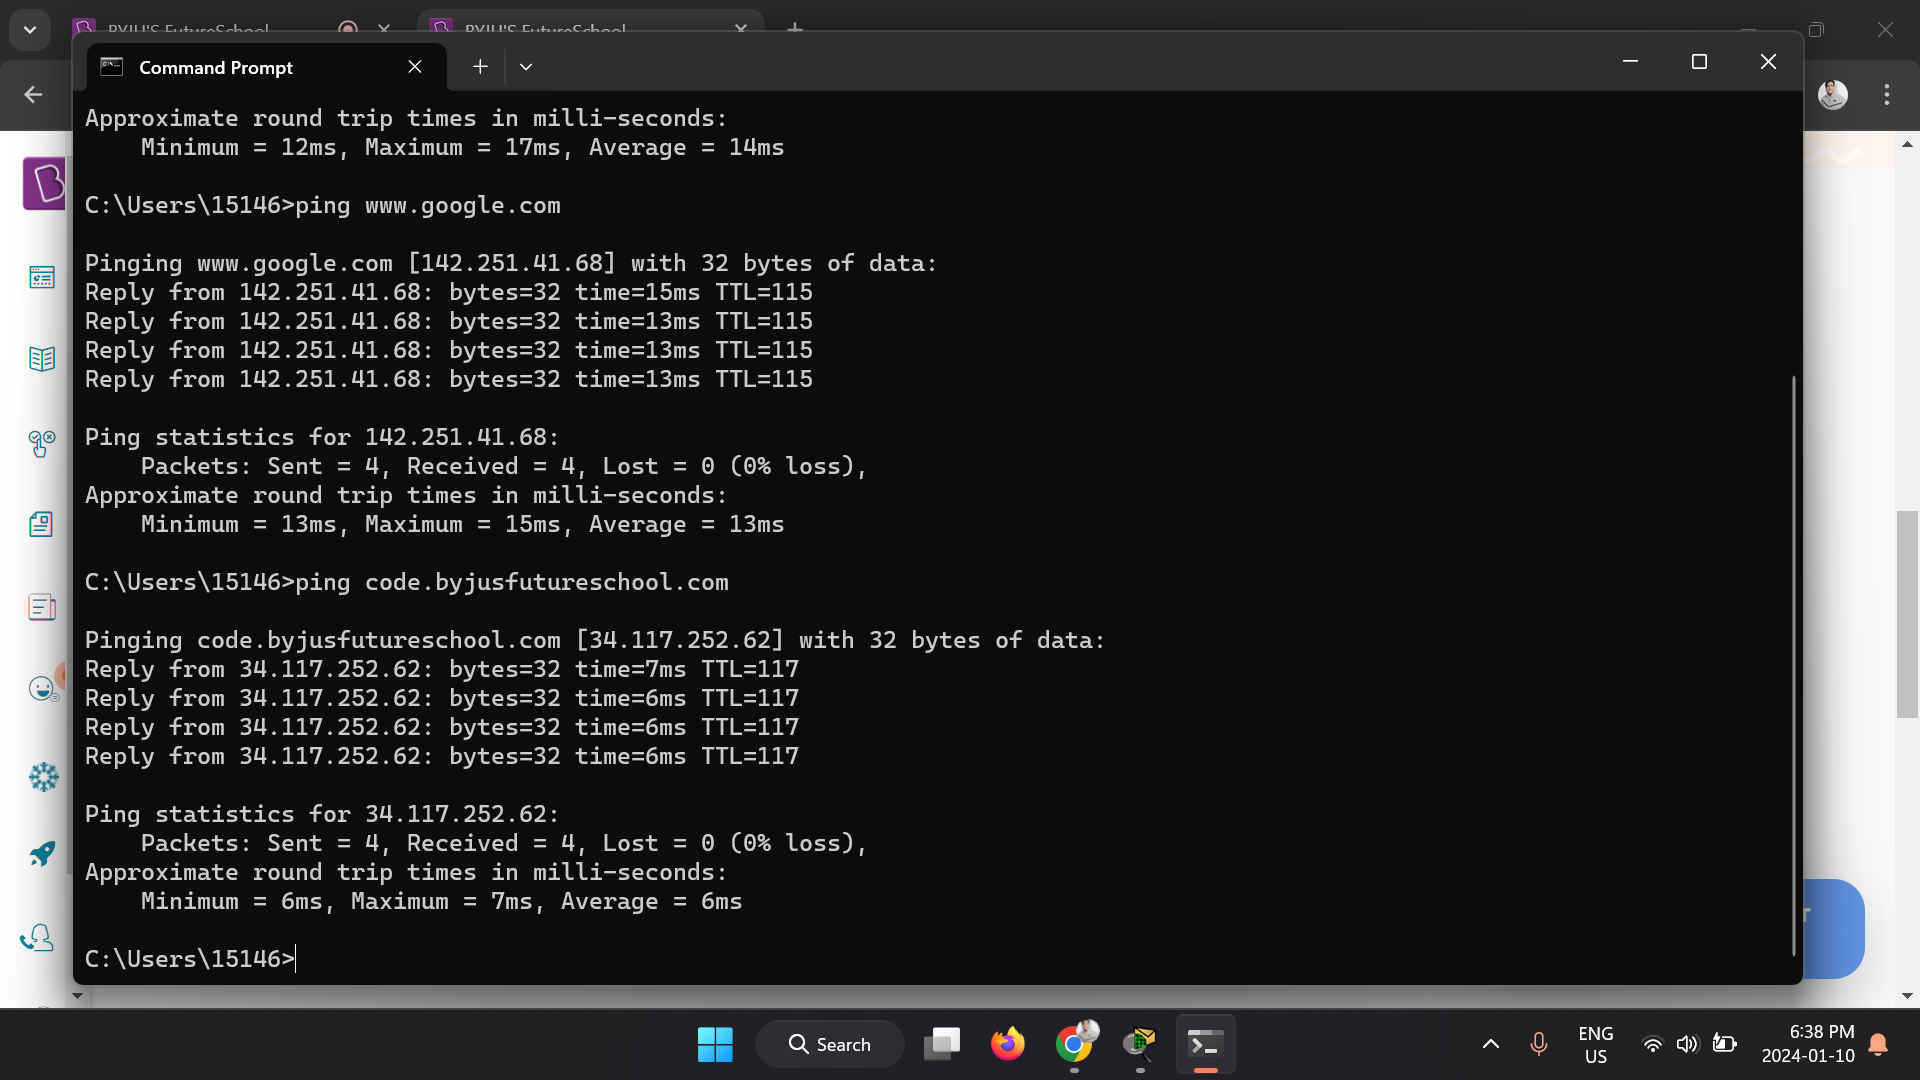 BYJU'S FutureSchool
BYJU'S FutureSchool
Command Prompt
Approximate round trip times in milli-seconds:
    Minimum = 12ms, Maximum = 17ms, Average = 14ms
C:\Users\15146>ping www.google.com
Pinging www.google.com [142.251.41.68] with 32 bytes of data:
Reply from 142.251.41.68: bytes=32 time=15ms TTL=115
Reply from 142.251.41.68: bytes=32 time=13ms TTL=115
Reply from 142.251.41.68: bytes=32 time=13ms TTL=115
Reply from 142.251.41.68: bytes=32 time=13ms TTL=115
Ping statistics for 142.251.41.68:
    Packets: Sent = 4, Received = 4, Lost = 0 (0% loss),
Approximate round trip times in milli-seconds:
    Minimum = 13ms, Maximum = 15ms, Average = 13ms
C:\Users\15146>ping code.byjusfutureschool.com
Pinging code.byjusfutureschool.com [34.117.252.62] with 32 bytes of data:
Reply from 34.117.252.62: bytes=32 time=7ms TTL=117
Reply from 34.117.252.62: bytes=32 time=6ms TTL=117
Reply from 34.117.252.62: bytes=32 time=6ms TTL=117
Reply from 34.117.252.62: bytes=32 time=6ms TTL=117
Ping statistics for 34.117.252.62:
    Packets: Sent = 4, Received = 4, Lost = 0 (0% loss),
Approximate round trip times in milli-seconds:
    Minimum = 6ms, Maximum = 7ms, Average = 6ms
C:\Users\15146>
Search
ENG
US
6:38 PM
2024-01-10